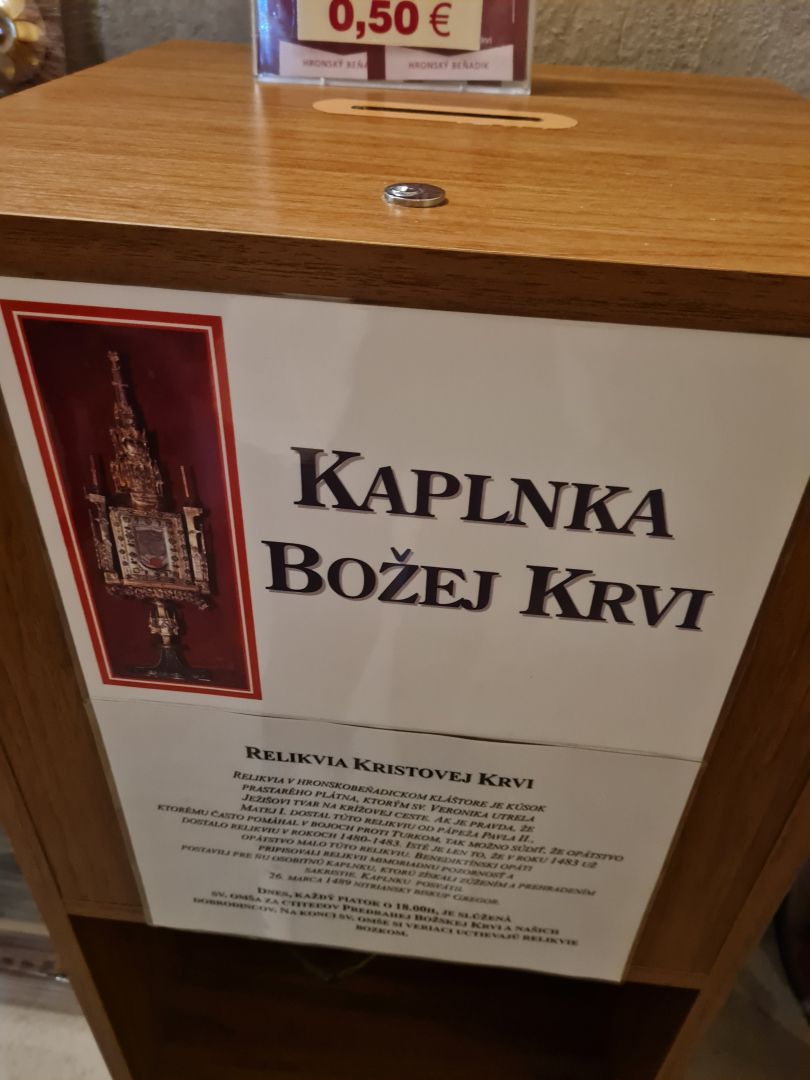 0,50 €
HRONSKÝ BEŇA
HRONSKÝ BEŇADIK
KAPLNKA
BOŽEJ KRVI
RELIKVIA KRISTOVEJ KRVI
RELIKVIA V HRONSKOBEŇADICKOM KLÁŠTORE JE KÚSOK
PRASTARÉHO PLÁTNA, KTORÝM SV. VERONIKA UTRELA
JEŽIŠOVI TVAR NA KRÍŽOVEJ CESTE. AK JE PRAVDA, ŽE
MATEJ I. DOSTAL TÚTO RELIKVIU OD PÁPEŽA PAVLA II.,
KTORÉMU ČASTO POMÁHAL V BOJOCH PROTI TURKOM, TAK MOŽNO SÚDIŤ, ŽE OPÁTSTVO
DOSTALO RELIKVIU V ROKOCH 1480-1483. ISTÉ JE LEN TO, ŽE V ROKU 1483 UŽ
OPÁTSTVO MALO TÚTO RELIKVIU. BENEDIKTÍNSKI OPÁTI
PRIPISOVALI RELIKVII MIMORIADNU POZORNOSŤ A
POSTAVILI PRE ŇU OSOBITNÚ KAPLNKU, KTORÚ ZÍSKALI ZÚŽENÍM A PREHRADENÍM
SAKRISTIE. KAPLNKU POSVÄTIL
26. MARCA 1489 NITRIANSKY BISKUP GREGOR.
DNES, KAŽDÝ PIATOK O 18.00H, JE SLÚŽENÁ
SV. OMŠA ZA CTITEĽOV PREDRAHEJ BOŽSKEJ KRVI A NAŠICH
DOBRODINCOV. NA KONCI SV. OMŠE SI VERIACI UCTIEVAJÚ RELIKVIE
BOZKOM.